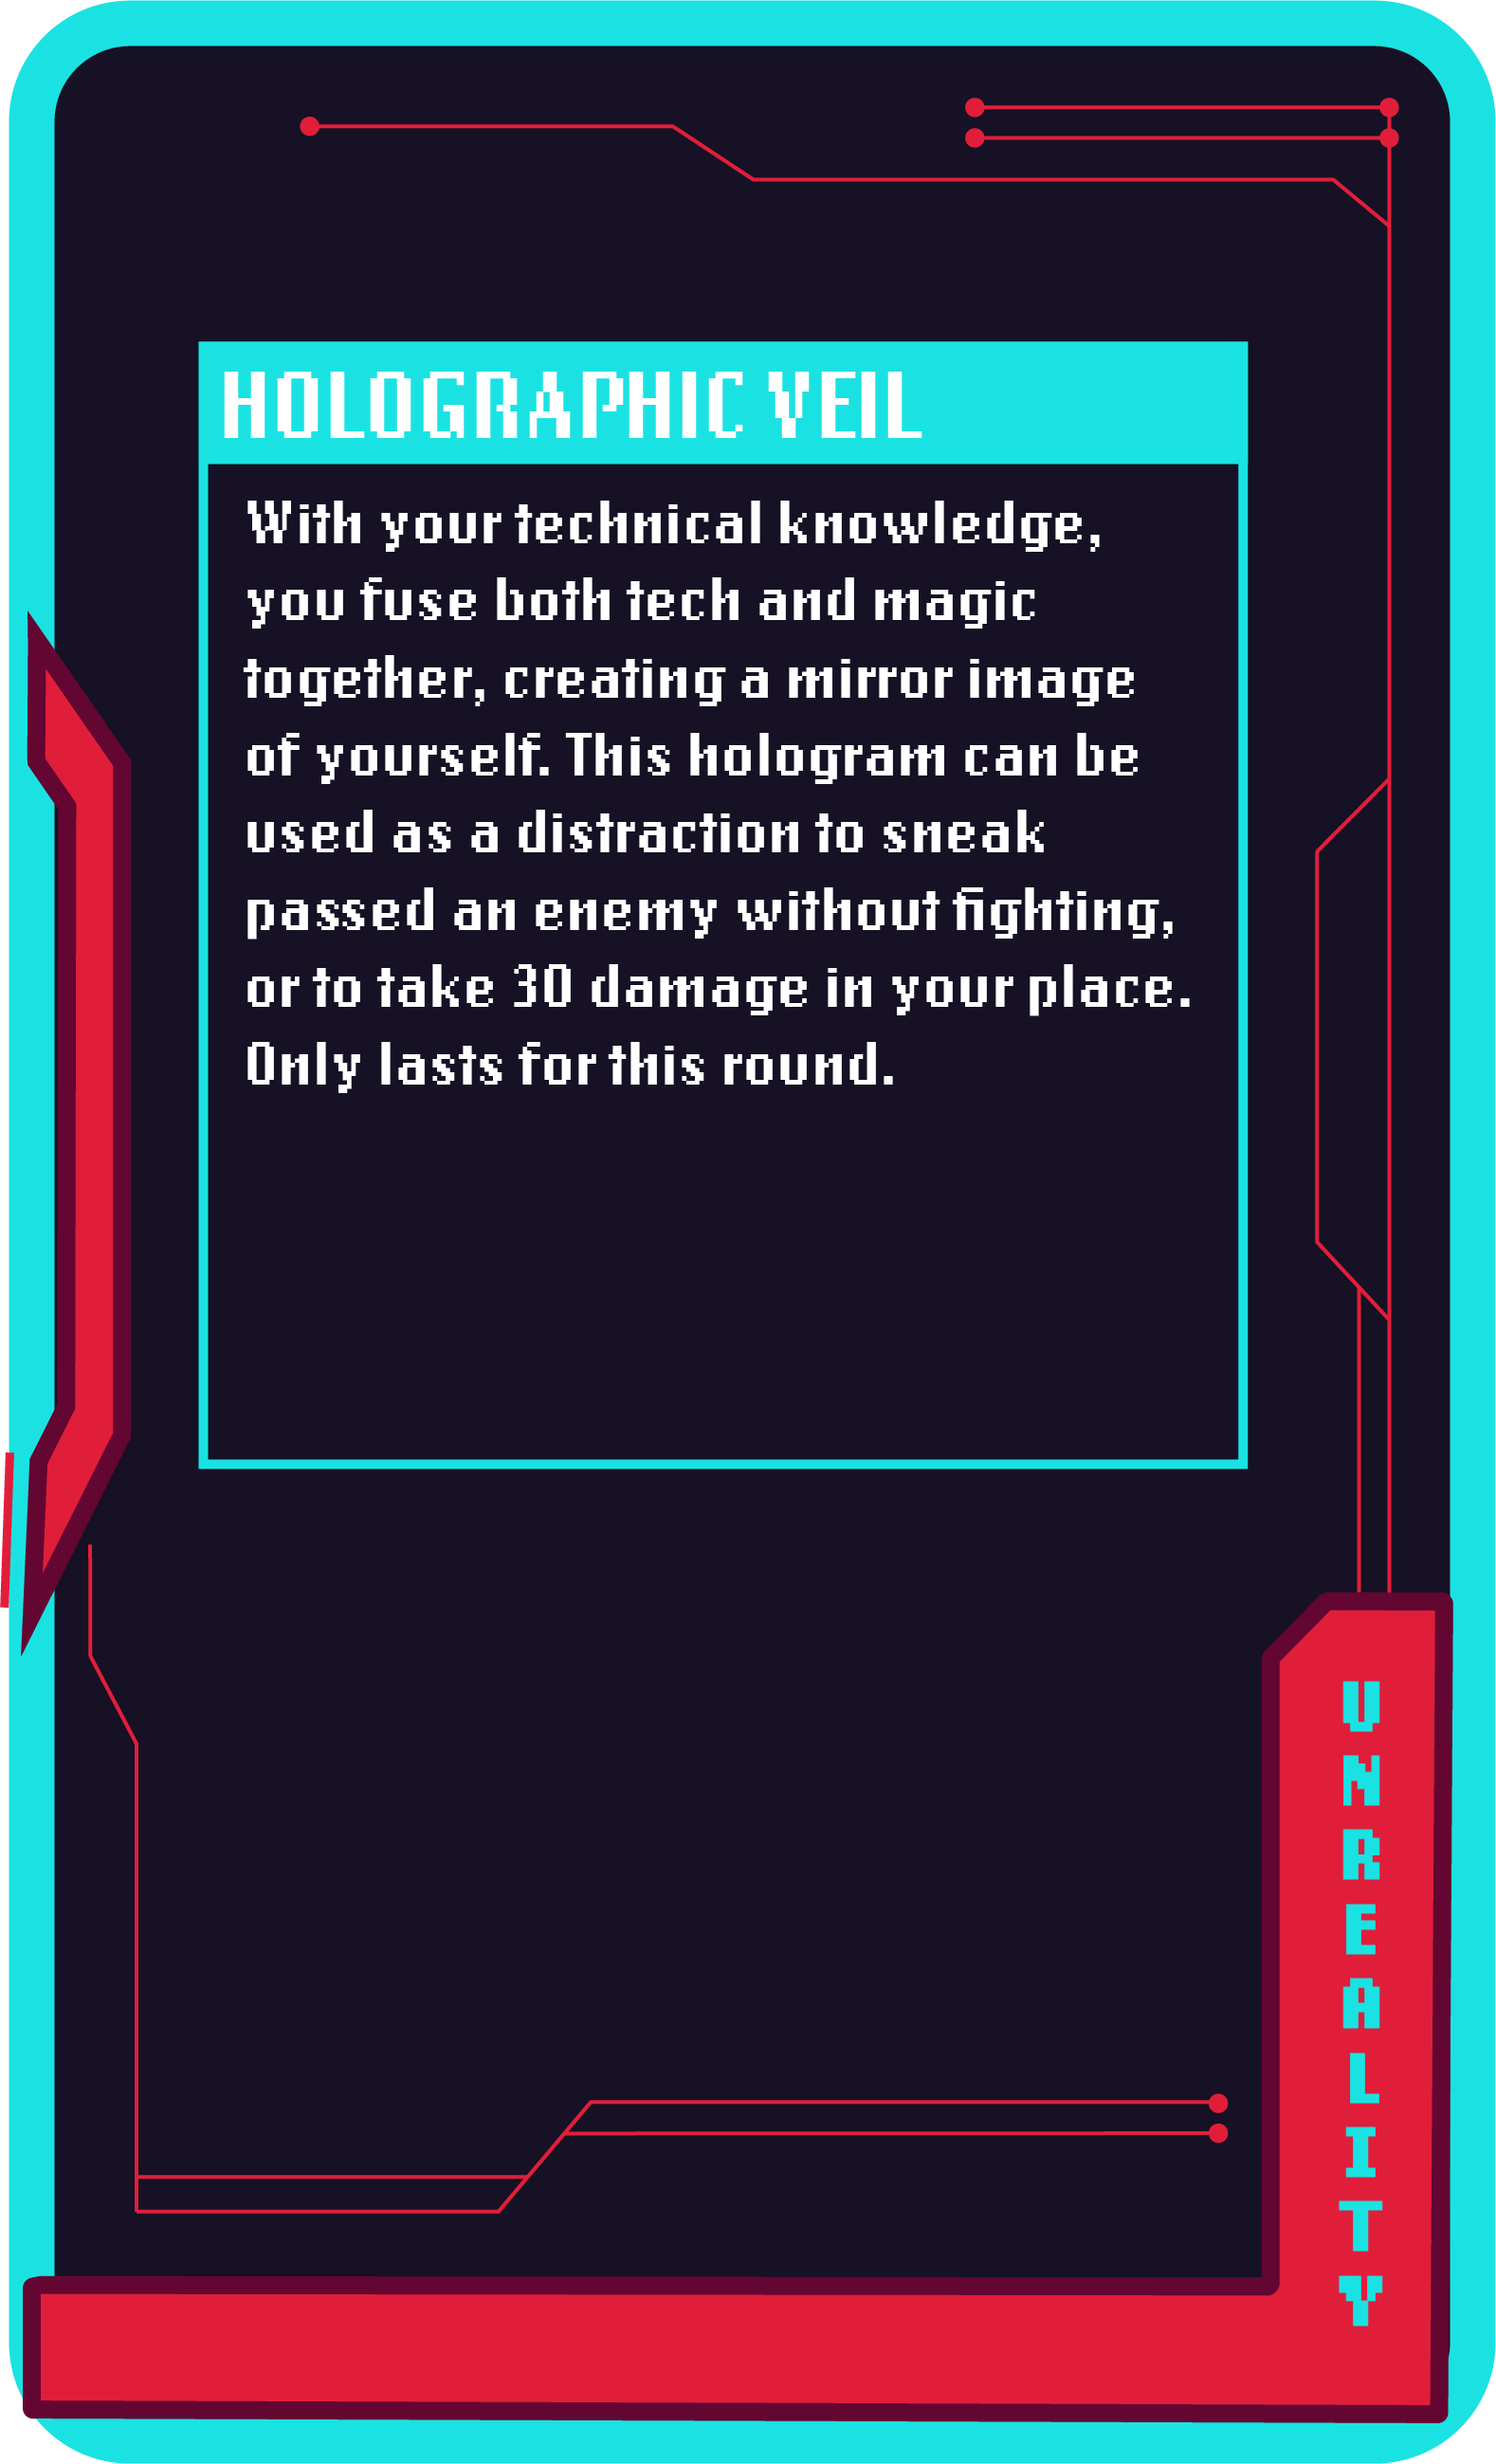 HOLOGRAPHIC VEIL
With your technical knowledge,
you fuse both tech and magic
together, creating a mirror image
of yourself. This hologram can be
used as a distraction to sneak
passed an enemy without fighting,
or to take 30 damage in your place.
Only lasts for this round.
UNREALITY